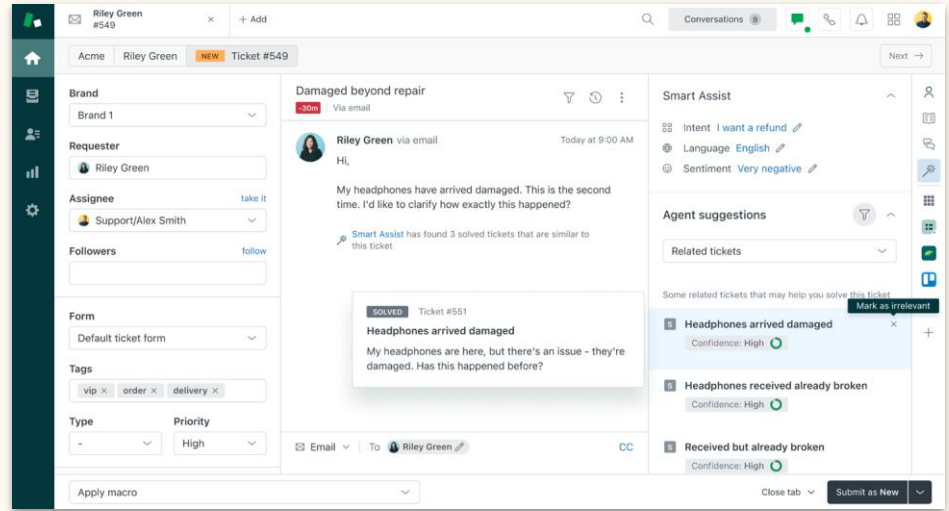 Riley Green
#549
×
+ Add
Conversations 9
Acme
Riley Green
NEW Ticket #549
Next →
Brand
Brand 1
Requester
Riley Green
Assignee
take it
Support/Alex Smith
Followers
follow
Form
Default ticket form
Tags
vip × order × delivery ×
Type
Priority
-
High
Damaged beyond repair
-30m Via email
Riley Green via email
Today at 9:00 AM
Hi,
My headphones have arrived damaged. This is the second
time. I'd like to clarify how exactly this happened?
Smart Assist has found 3 solved tickets that are similar to
this ticket
SOLVED Ticket #551
Headphones arrived damaged
My headphones are here, but there's an issue - they're
damaged. Has this happened before?
Email
To Riley Green
CC
Smart Assist
Intent I want a refund
Language English
Sentiment Very negative
Agent suggestions
Related tickets
Some related tickets that may help you solve this ticket
Mark as irrelevant
S Headphones arrived damaged ×
Confidence: High
S Headphones received already broken
Confidence: High
S Received but already broken
Confidence: High
Apply macro
Close tab
Submit as New